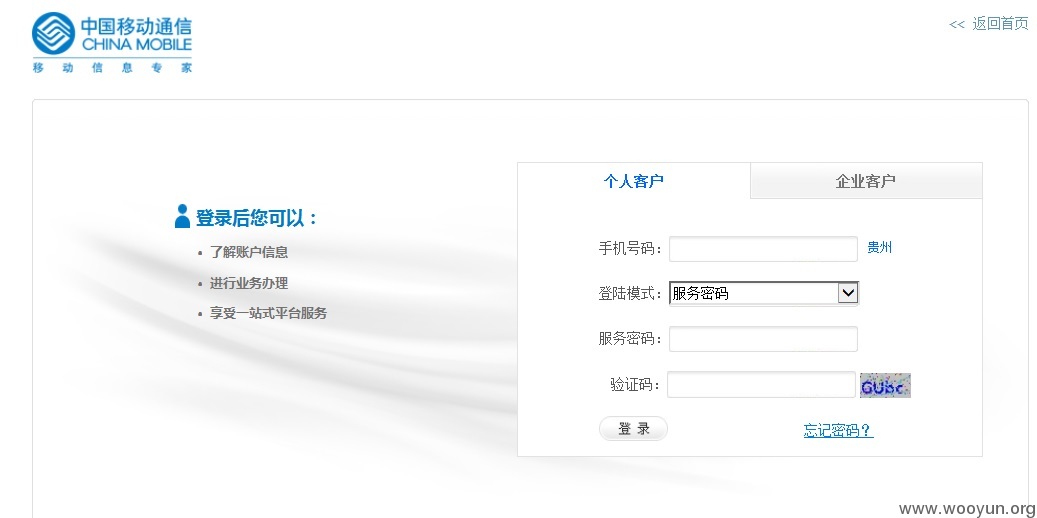 中国移动通信
CHINA MOBILE
移动信息专家
<< 返回首页
登录后您可以：
了解账户信息
进行业务办理
享受一站式平台服务
个人客户
企业客户
手机号码：
贵州
登陆模式：
服务密码
服务密码：
验证码：
GUbc
登 录
忘记密码？
www.wooyun.org